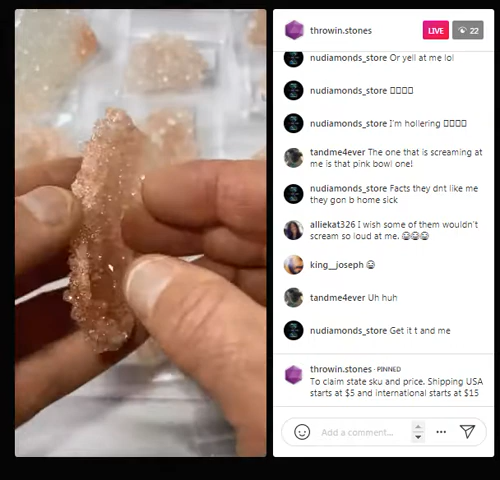 throwin.stones
LIVE
22
nudiamonds_store Or yell at me lol
nudiamonds_store
nudiamonds_store I'm hollering
tandme4ever The one that is screaming at
me is that pink bowl one!
nudiamonds_store Facts they dnt like me
they gon b home sick
alliekat326 I wish some of them wouldn't
scream so loud at me. 😂😂😂
king__joseph 😂
tandme4ever Uh huh
nudiamonds_store Get it t and me
throwin.stones · PINNED
To claim state sku and price. Shipping USA
starts at $5 and international starts at $15
Add a comment...